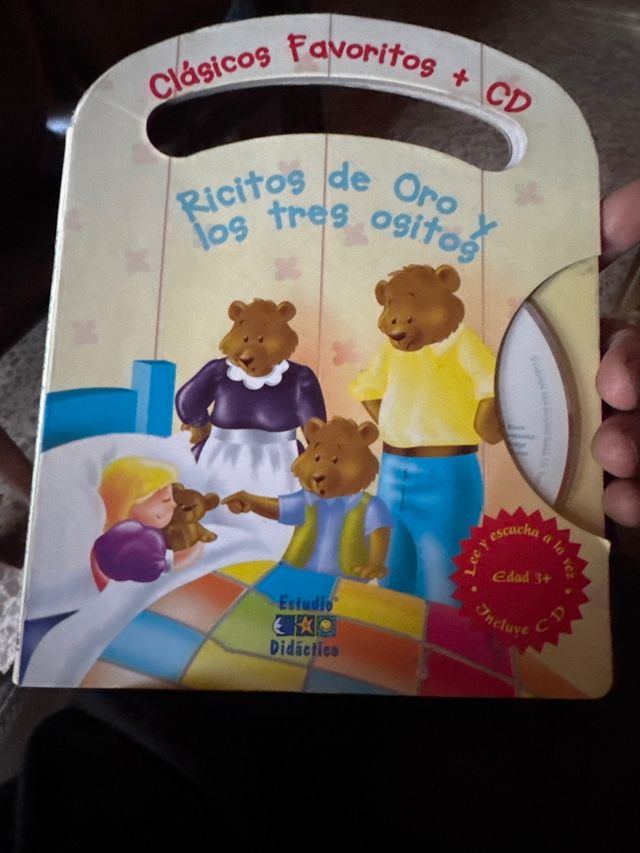 Clásicos Favoritos + CD
Ricitos de Oro y
los tres ositos
Lee y escucha a la vez
Edad 3+
Incluye CD
Estudio
Didáctico